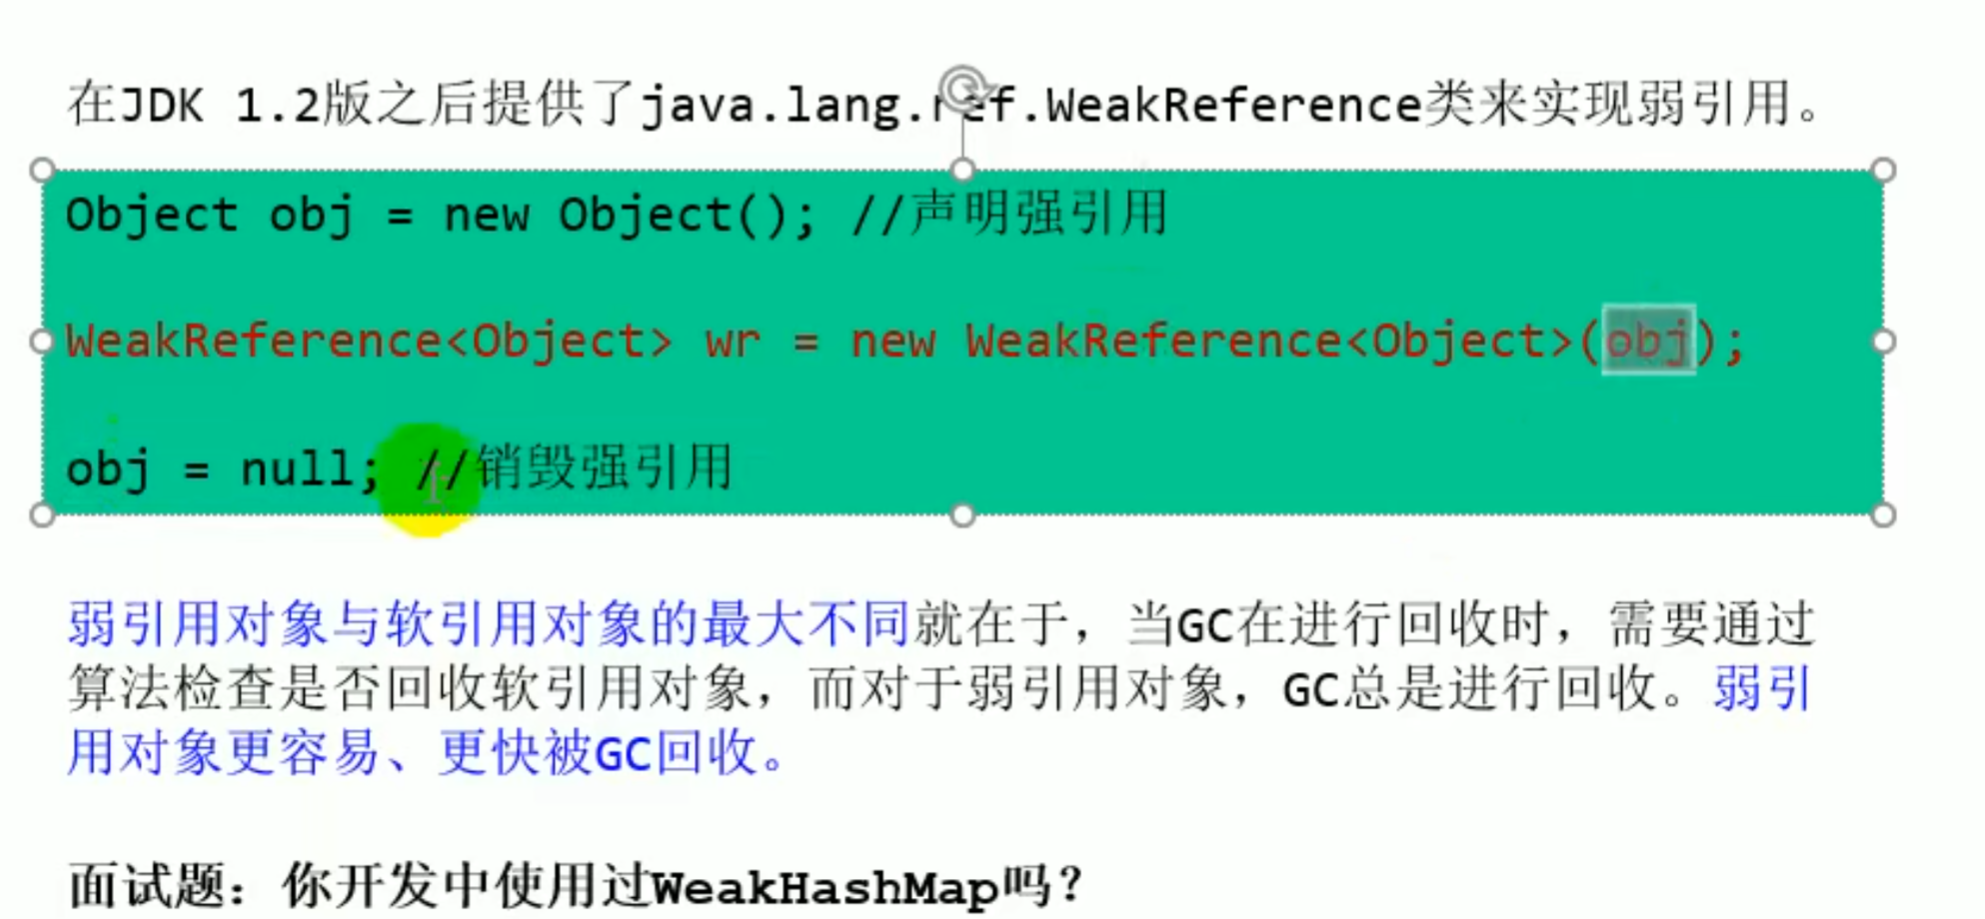 在JDK 1.2版之后提供了java.lang.ref.WeakReference类来实现弱引用。
Object obj = new Object(); //声明强引用
WeakReference<Object> wr = new WeakReference<Object>(obj);
obj = null; //销毁强引用
弱引用对象与软引用对象的最大不同就在于，当GC在进行回收时，需要通过
算法检查是否回收软引用对象，而对于弱引用对象，GC总是进行回收。弱引
用对象更容易、更快被GC回收。
面试题：你开发中使用过WeakHashMap吗？